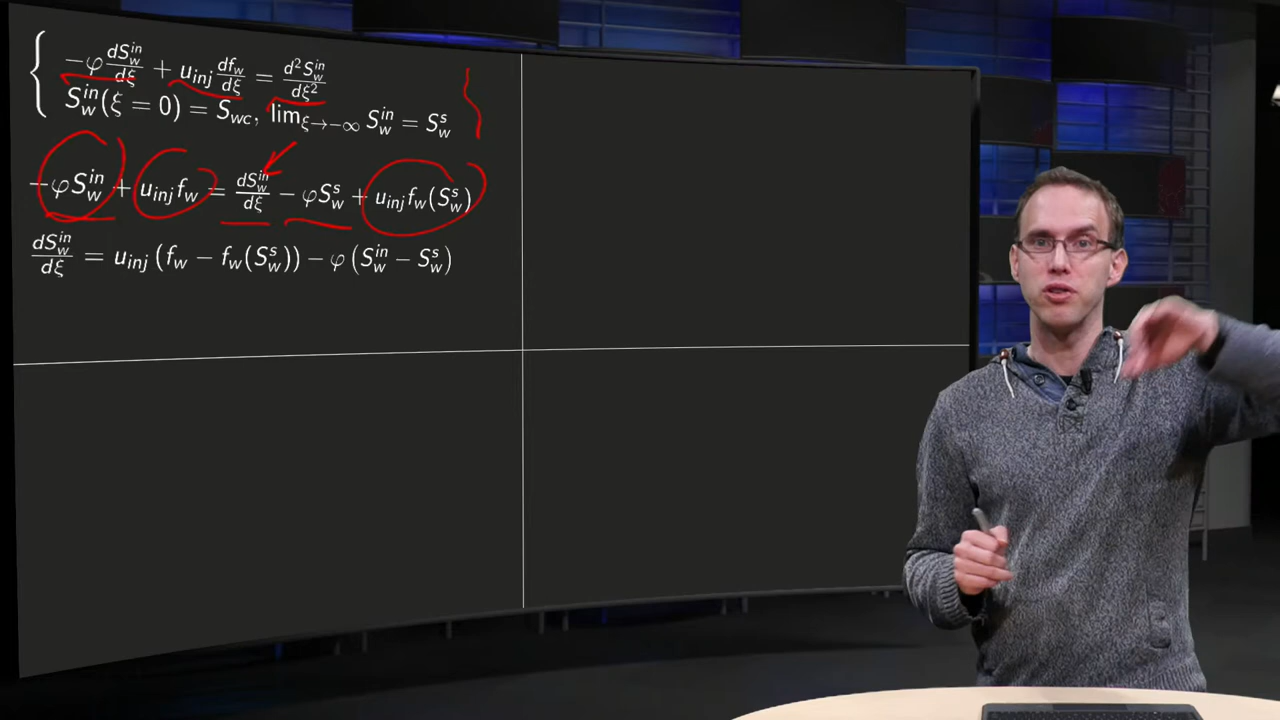 −φ dS_w^in/dξ + u_inj df_w/dξ = d²S_w^in/dξ²
S_w^in(ξ = 0) = S_wc, lim_ξ→−∞ S_w^in = S_w^s
−φS_w^in + u_inj f_w = dS_w^in/dξ − φS_w^s + u_inj f_w(S_w^s)
dS_w^in/dξ = u_inj (f_w − f_w(S_w^s)) − φ (S_w^in − S_w^s)